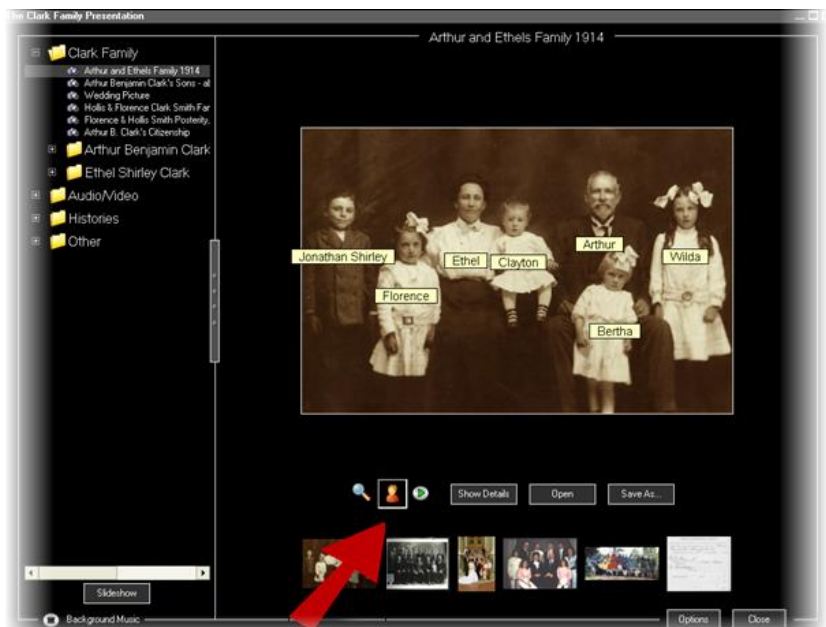 The Clark Family Presentation
Clark Family
Arthur and Ethels Family 1914
Arthur Benjamin Clark's Sons - al
Wedding Picture
Hollis & Florence Clark Smith Far
Florence & Hollis Smith Posterity,
Arthur B. Clark's Citizenship
Arthur Benjamin Clark
Ethel Shirley Clark
Audio/Video
Histories
Other
Slideshow
Background Music
Arthur and Ethels Family 1914
Jonathan Shirley
Florence
Ethel
Clayton
Arthur
Bertha
Wilda
Show Details
Open
Save As...
Options
Close